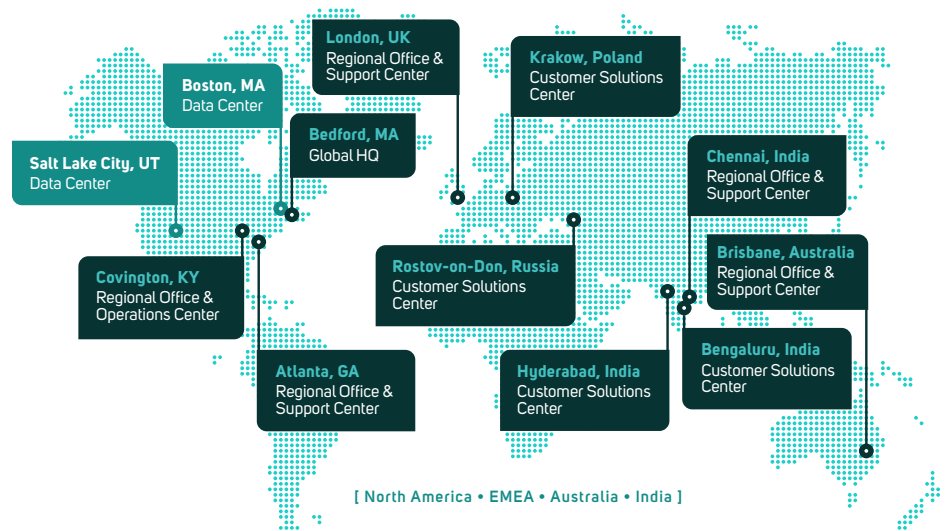 London, UK
Regional Office &
Support Center
Krakow, Poland
Customer Solutions
Center
Boston, MA
Data Center
Bedford, MA
Global HQ
Salt Lake City, UT
Data Center
Chennai, India
Regional Office &
Support Center
Covington, KY
Regional Office &
Operations Center
Rostov-on-Don, Russia
Customer Solutions
Center
Brisbane, Australia
Regional Office &
Support Center
Atlanta, GA
Regional Office &
Support Center
Hyderabad, India
Customer Solutions
Center
Bengaluru, India
Customer Solutions
Center
[ North America • EMEA • Australia • India ]